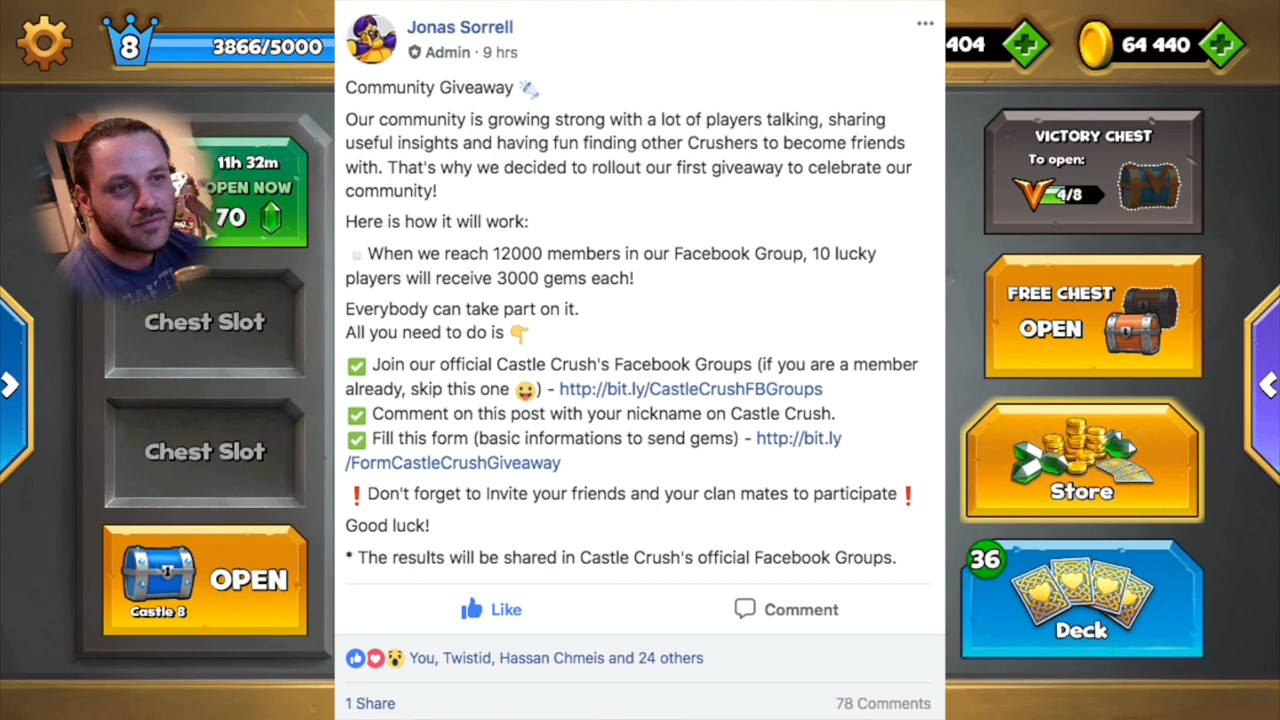 8
3866/5000
404
64 440
11h 32m
OPEN NOW
70
Chest Slot
Chest Slot
Castle 8
OPEN
Jonas Sorrell
Admin · 9 hrs
Community Giveaway
Our community is growing strong with a lot of players talking, sharing
useful insights and having fun finding other Crushers to become friends
with. That's why we decided to rollout our first giveaway to celebrate our
community!
Here is how it will work:
When we reach 12000 members in our Facebook Group, 10 lucky
players will receive 3000 gems each!
Everybody can take part on it.
All you need to do is 👇
✅ Join our official Castle Crush's Facebook Groups (if you are a member
already, skip this one 😀) - http://bit.ly/CastleCrushFBGroups
✅ Comment on this post with your nickname on Castle Crush.
✅ Fill this form (basic informations to send gems) - http://bit.ly
/FormCastleCrushGiveaway
❗Don't forget to Invite your friends and your clan mates to participate❗
Good luck!
* The results will be shared in Castle Crush's official Facebook Groups.
Like
Comment
You, Twistid, Hassan Chmeis and 24 others
1 Share
78 Comments
VICTORY CHEST
To open:
4/8
FREE CHEST
OPEN
Store
36
Deck